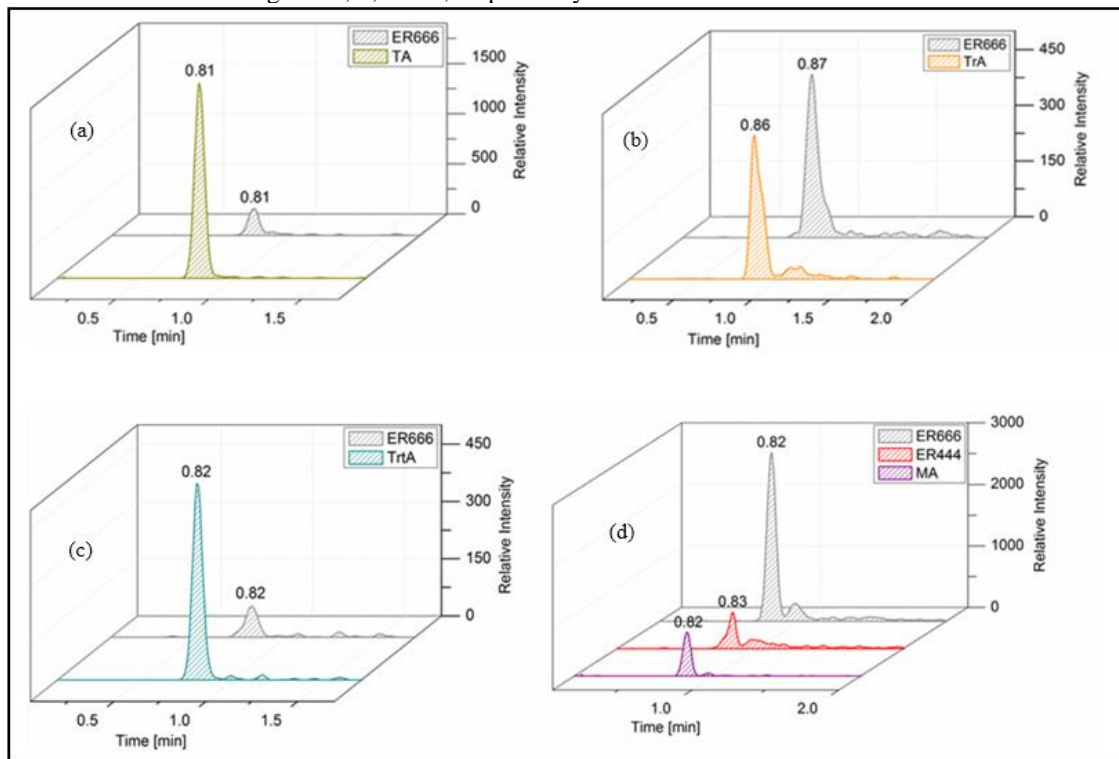 ER666
TA
0.81
0.81
(a)
1500
1000
500
0
Relative Intensity
0.5
1.0
1.5
Time [min]
ER666
TrA
0.87
0.86
(b)
450
300
150
0
Relative Intensity
0.5
1.0
1.5
2.0
Time [min]
ER666
TrtA
0.82
0.82
(c)
450
300
150
0
Relative Intensity
0.5
1.0
1.5
Time [min]
ER666
ER444
MA
0.82
0.83
0.82
(d)
3000
2000
1000
0
Relative Intensity
1.0
2.0
Time [min]